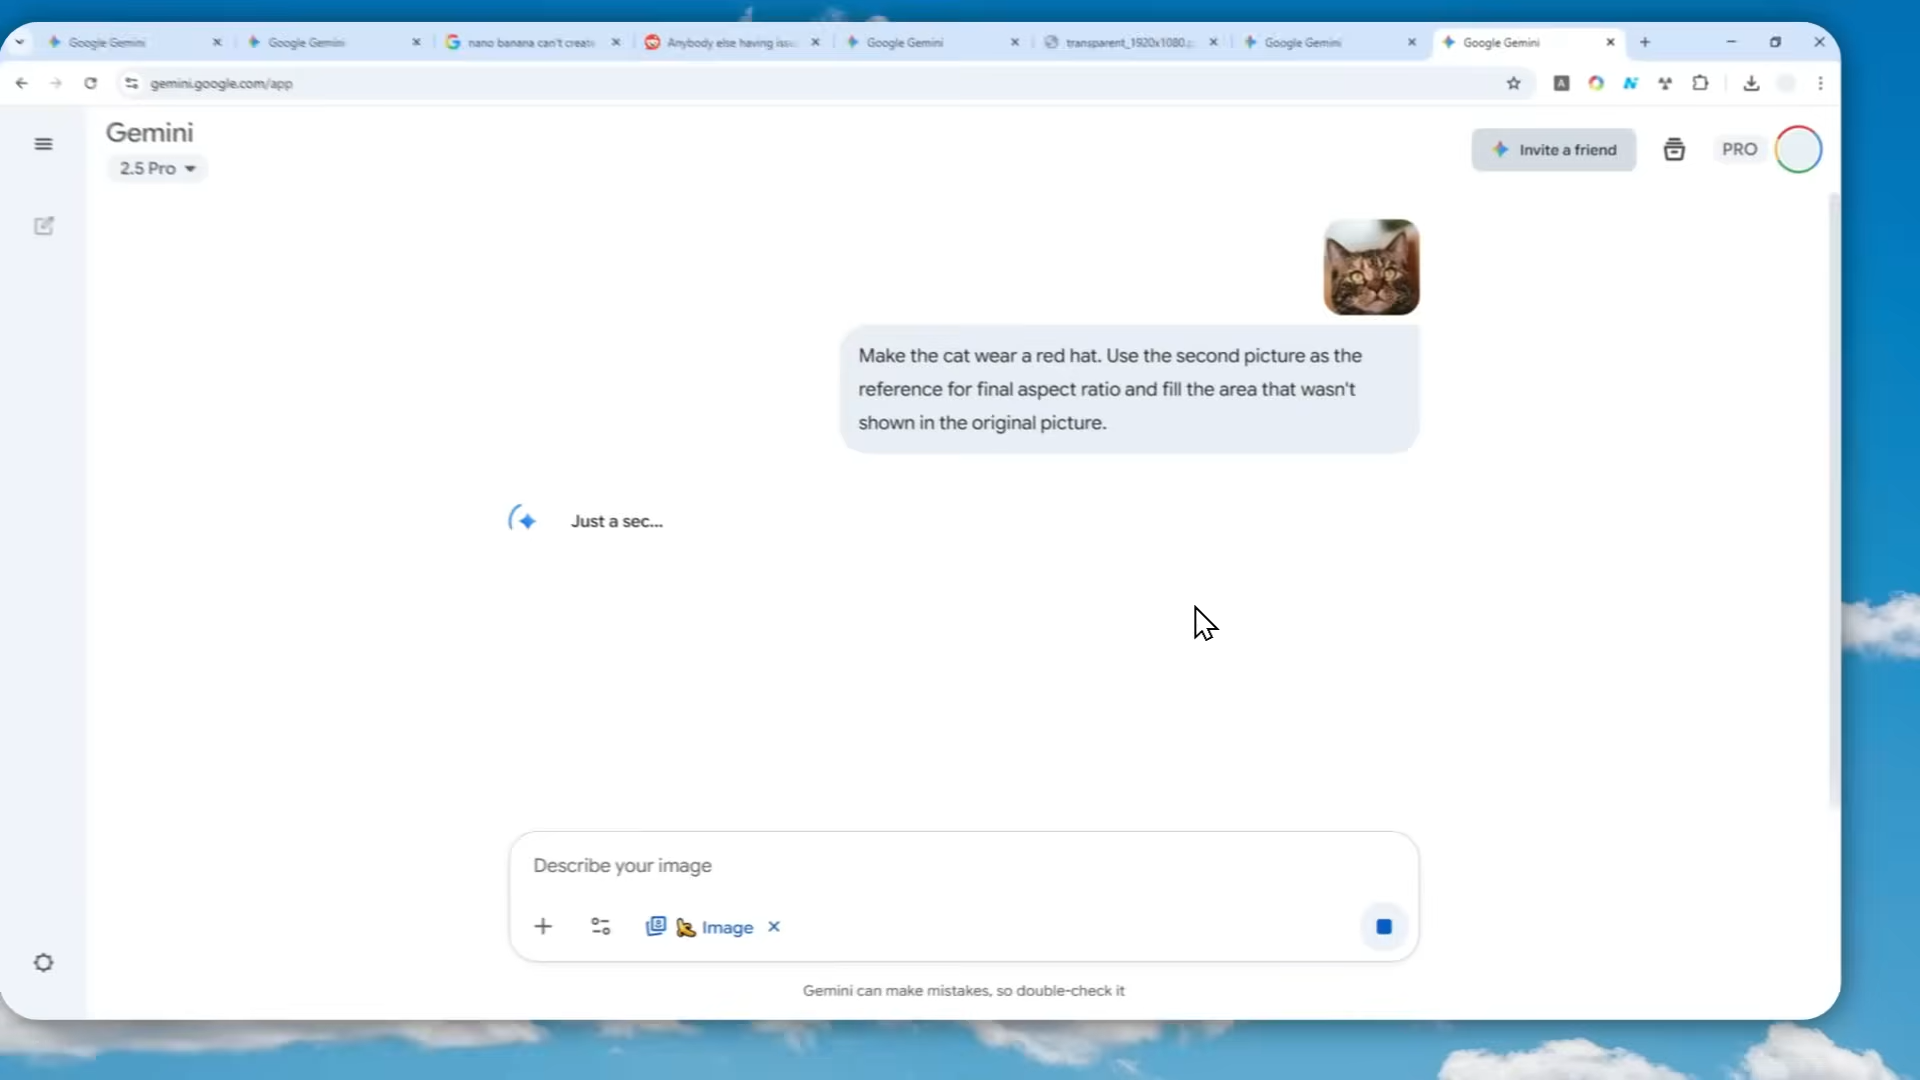 Google Gemini
Google Gemini
nano banana can't create
Anybody else having issu
Google Gemini
transparent_1920x1080.p
Google Gemini
Google Gemini
gemini.google.com/app
Gemini
2.5 Pro
Invite a friend
PRO
Make the cat wear a red hat. Use the second picture as the
reference for final aspect ratio and fill the area that wasn't
shown in the original picture.
Just a sec...
Describe your image
Image
Gemini can make mistakes, so double-check it